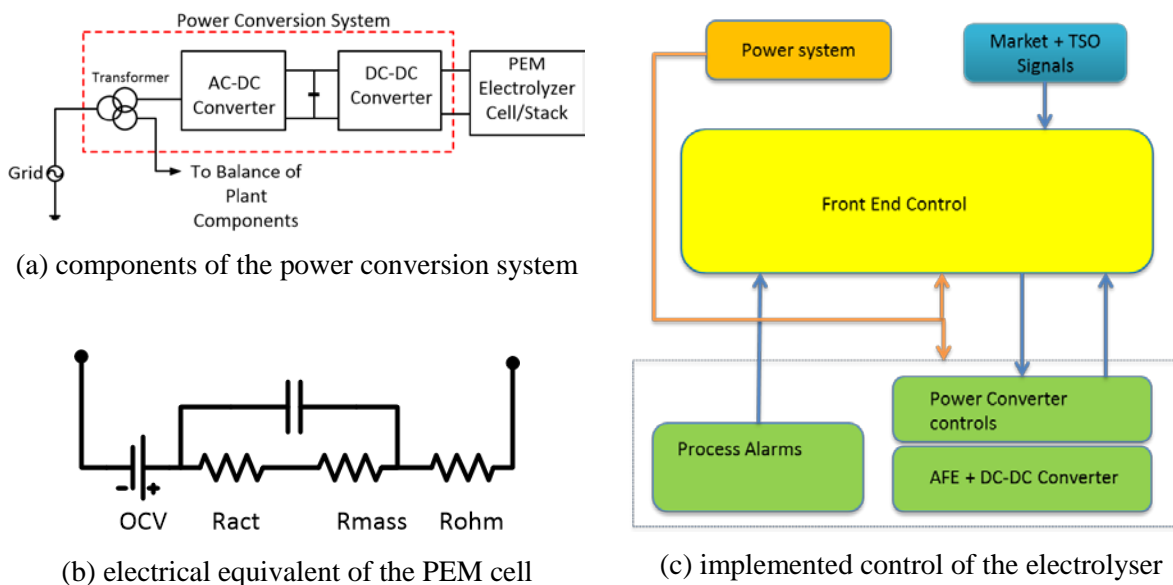 Power Conversion System
Transformer
AC-DC
Converter
DC-DC
Converter
PEM
Electrolyzer
Cell/Stack
Grid
To Balance of
Plant
Components
(a) components of the power conversion system
- +
OCV
Ract
Rmass
Rohm
(b) electrical equivalent of the PEM cell
Power system
Market + TSO
Signals
Front End Control
Process Alarms
Power Converter
controls
AFE + DC-DC Converter
(c) implemented control of the electrolyser